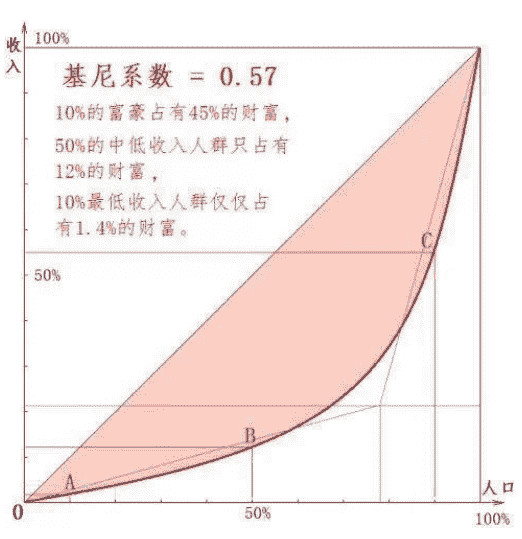 收入
100%
基尼系数 = 0.57
10%的富豪占有45%的财富，
50%的中低收入人群只占有
12%的财富，
10%最低收入人群仅仅占
有1.4%的财富。
C
50%
B
A
人口
0
50%
100%